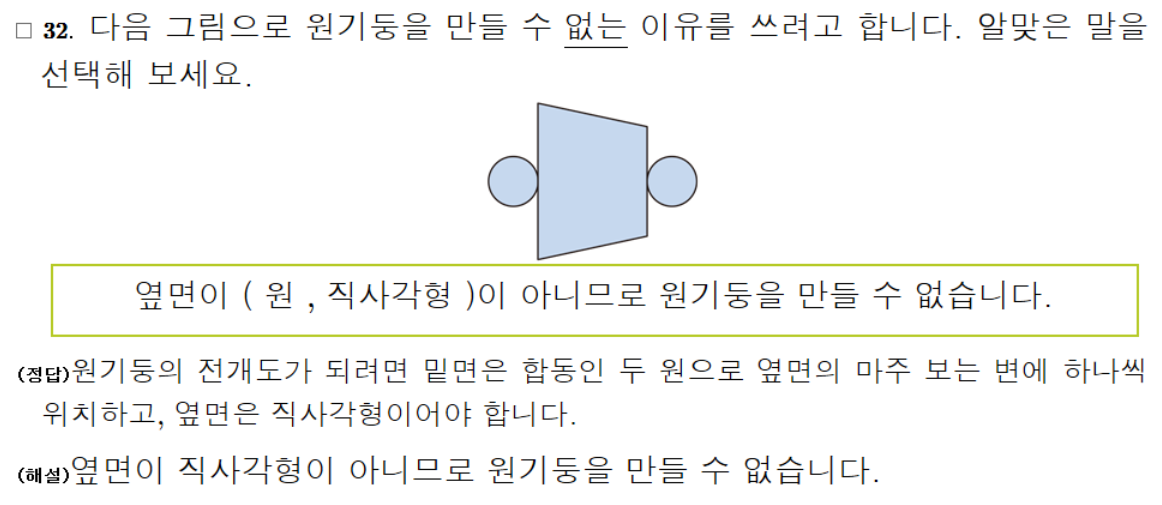 □ 32. 다음 그림으로 원기둥을 만들 수 없는 이유를 쓰려고 합니다. 알맞은 말을
선택해 보세요.
옆면이 ( 원 , 직사각형 )이 아니므로 원기둥을 만들 수 없습니다.
(정답)원기둥의 전개도가 되려면 밑면은 합동인 두 원으로 옆면의 마주 보는 변에 하나씩
위치하고, 옆면은 직사각형이어야 합니다.
(해설)옆면이 직사각형이 아니므로 원기둥을 만들 수 없습니다.